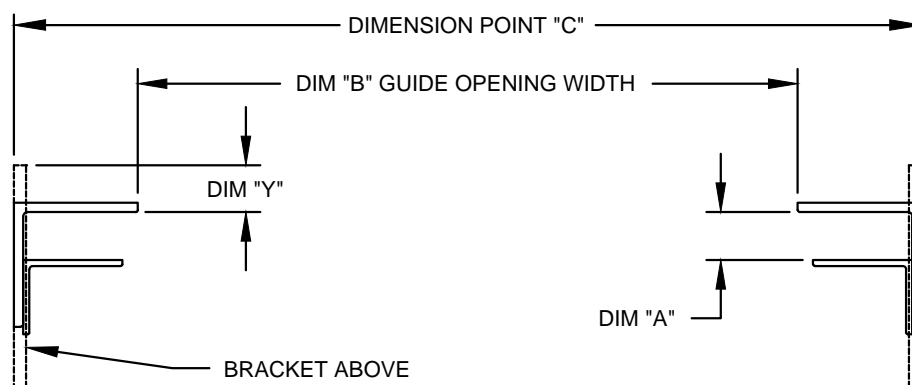 DIMENSION POINT "C"
DIM "B" GUIDE OPENING WIDTH
DIM "Y"
DIM "A"
BRACKET ABOVE